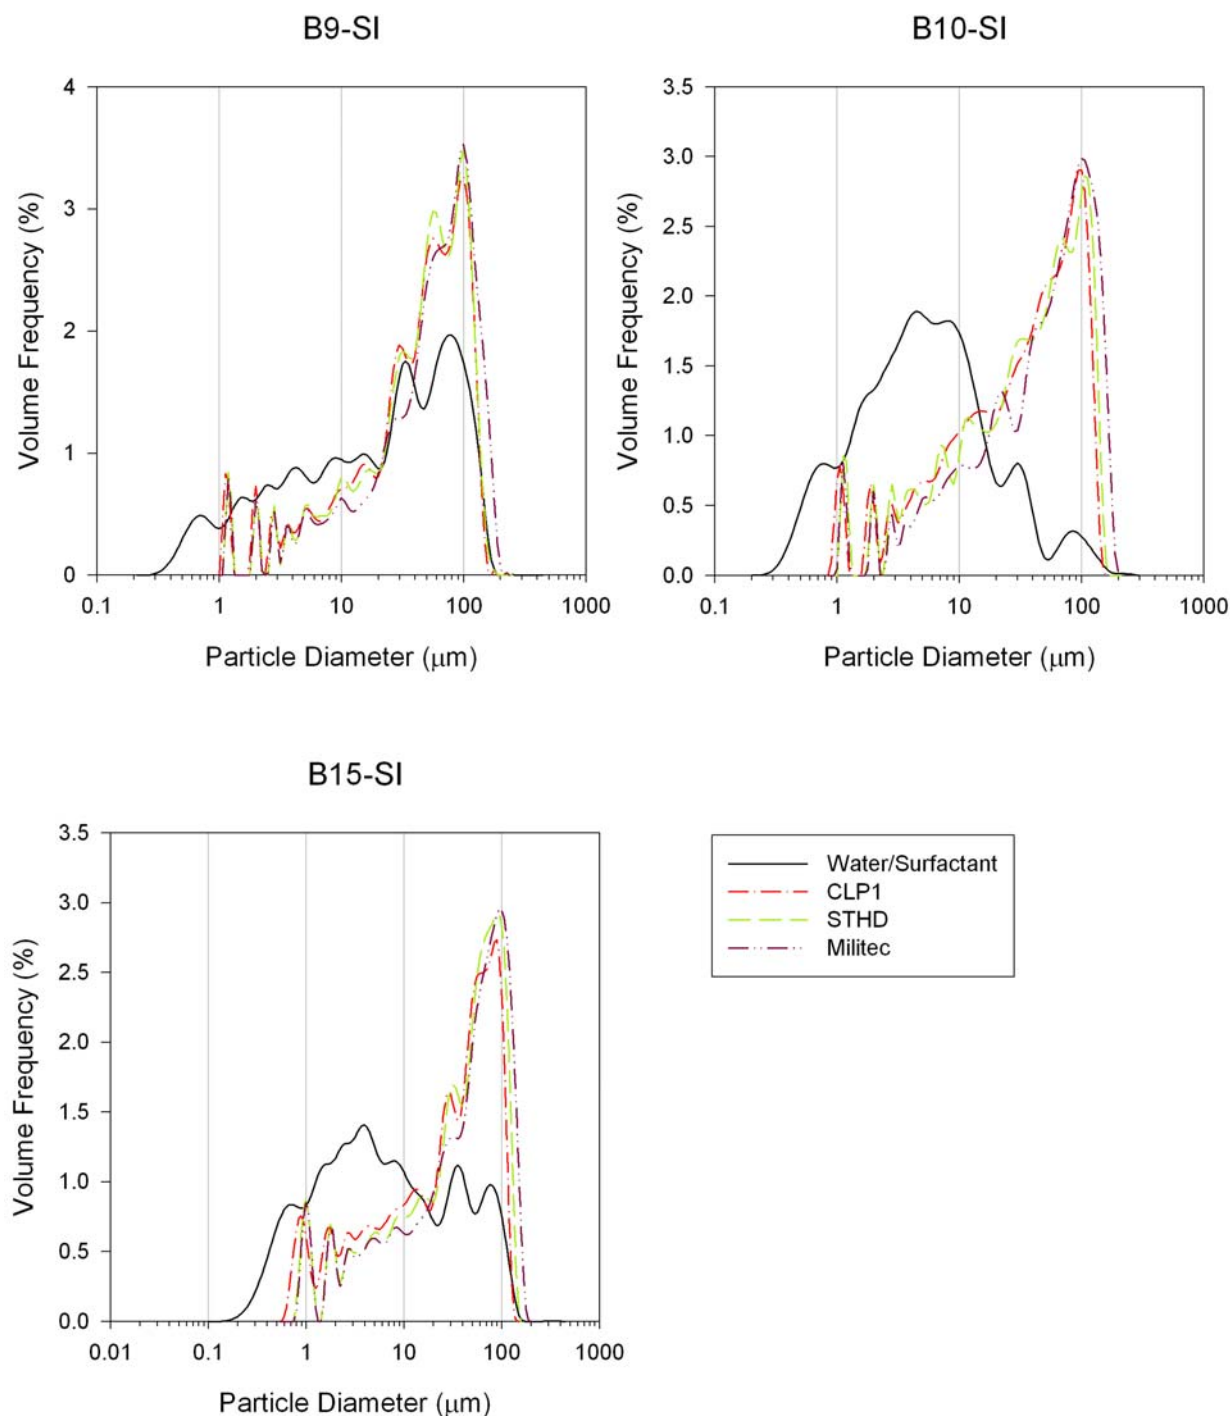 B9-SI
4
3
2
1
0
Volume Frequency (%)
0.1 1 10 100 1000
Particle Diameter (μm)
B10-SI
3.5
3.0
2.5
2.0
1.5
1.0
0.5
0.0
Volume Frequency (%)
0.1 1 10 100 1000
Particle Diameter (μm)
B15-SI
3.5
3.0
2.5
2.0
1.5
1.0
0.5
0.0
Volume Frequency (%)
0.01 0.1 1 10 100 1000
Particle Diameter (μm)
Water/Surfactant
CLP1
STHD
Militec